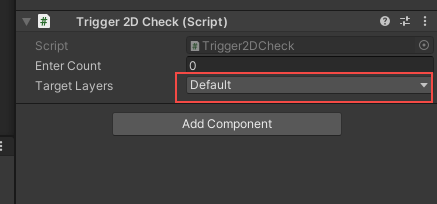 Trigger 2D Check (Script)
Script Trigger2DCheck
Enter Count 0
Target Layers Default
Add Component